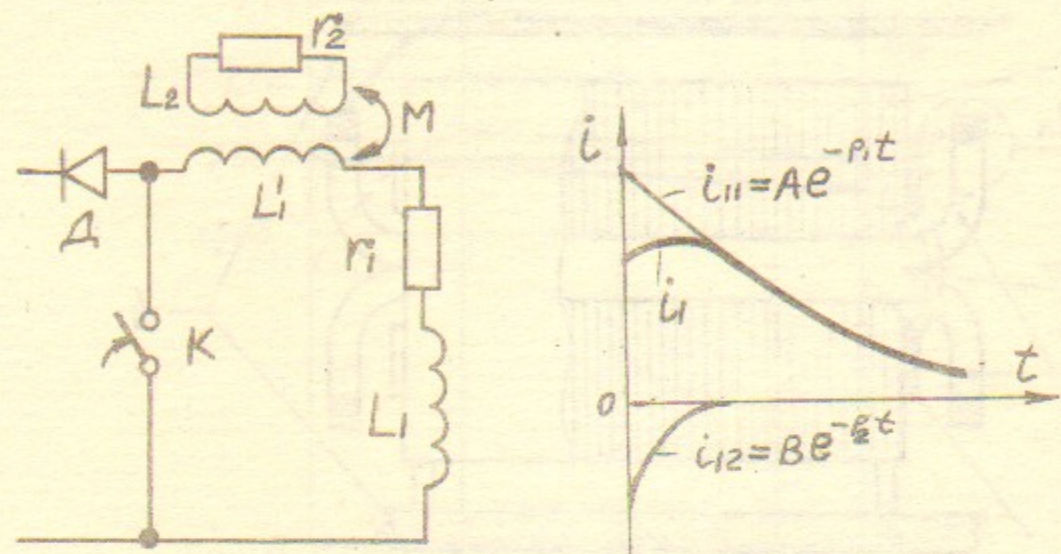 r₂
L₂
M
L₁'
Д
r₁
K
L₁
i
i₁₁=Ae^-p₁t
i₁
t
0
i₁₂=Be^-p₂t